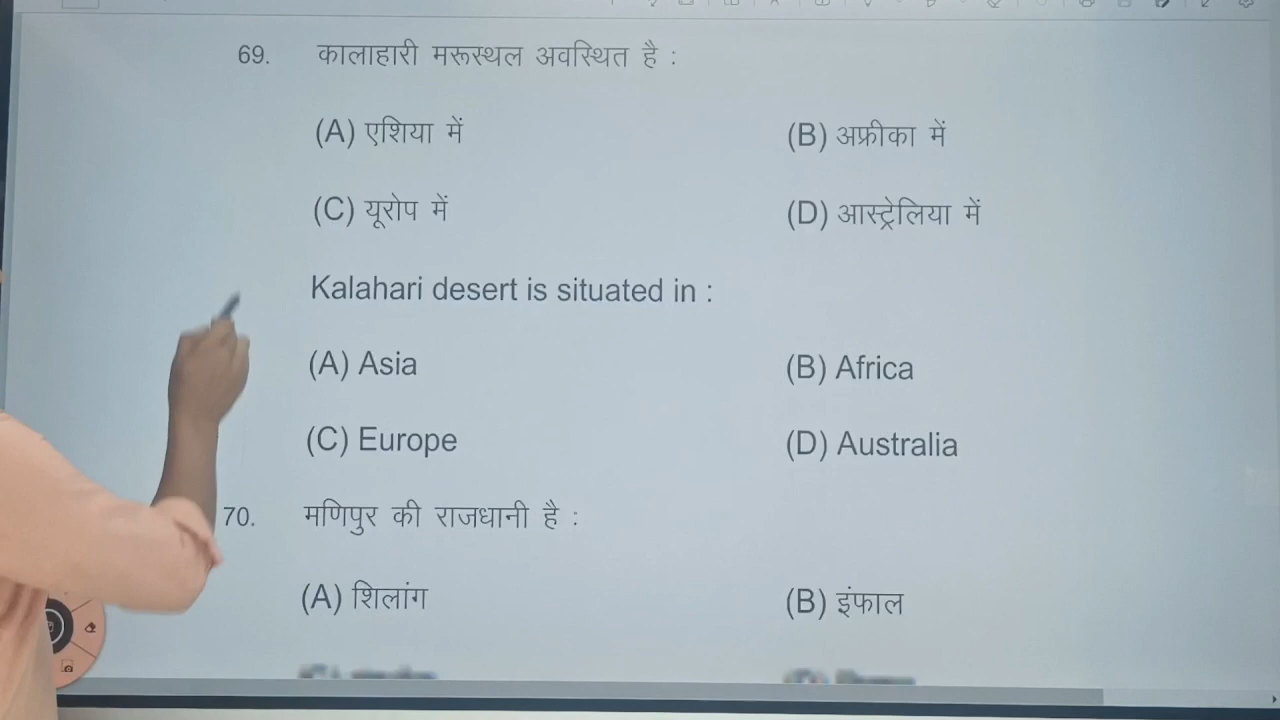 69. कालाहारी मरूस्थल अवस्थित है :
(A) एशिया में (B) अफ्रीका में
(C) यूरोप में (D) आस्ट्रेलिया में
Kalahari desert is situated in :
(A) Asia (B) Africa
(C) Europe (D) Australia
70. मणिपुर की राजधानी है :
(A) शिलांग (B) इंफाल